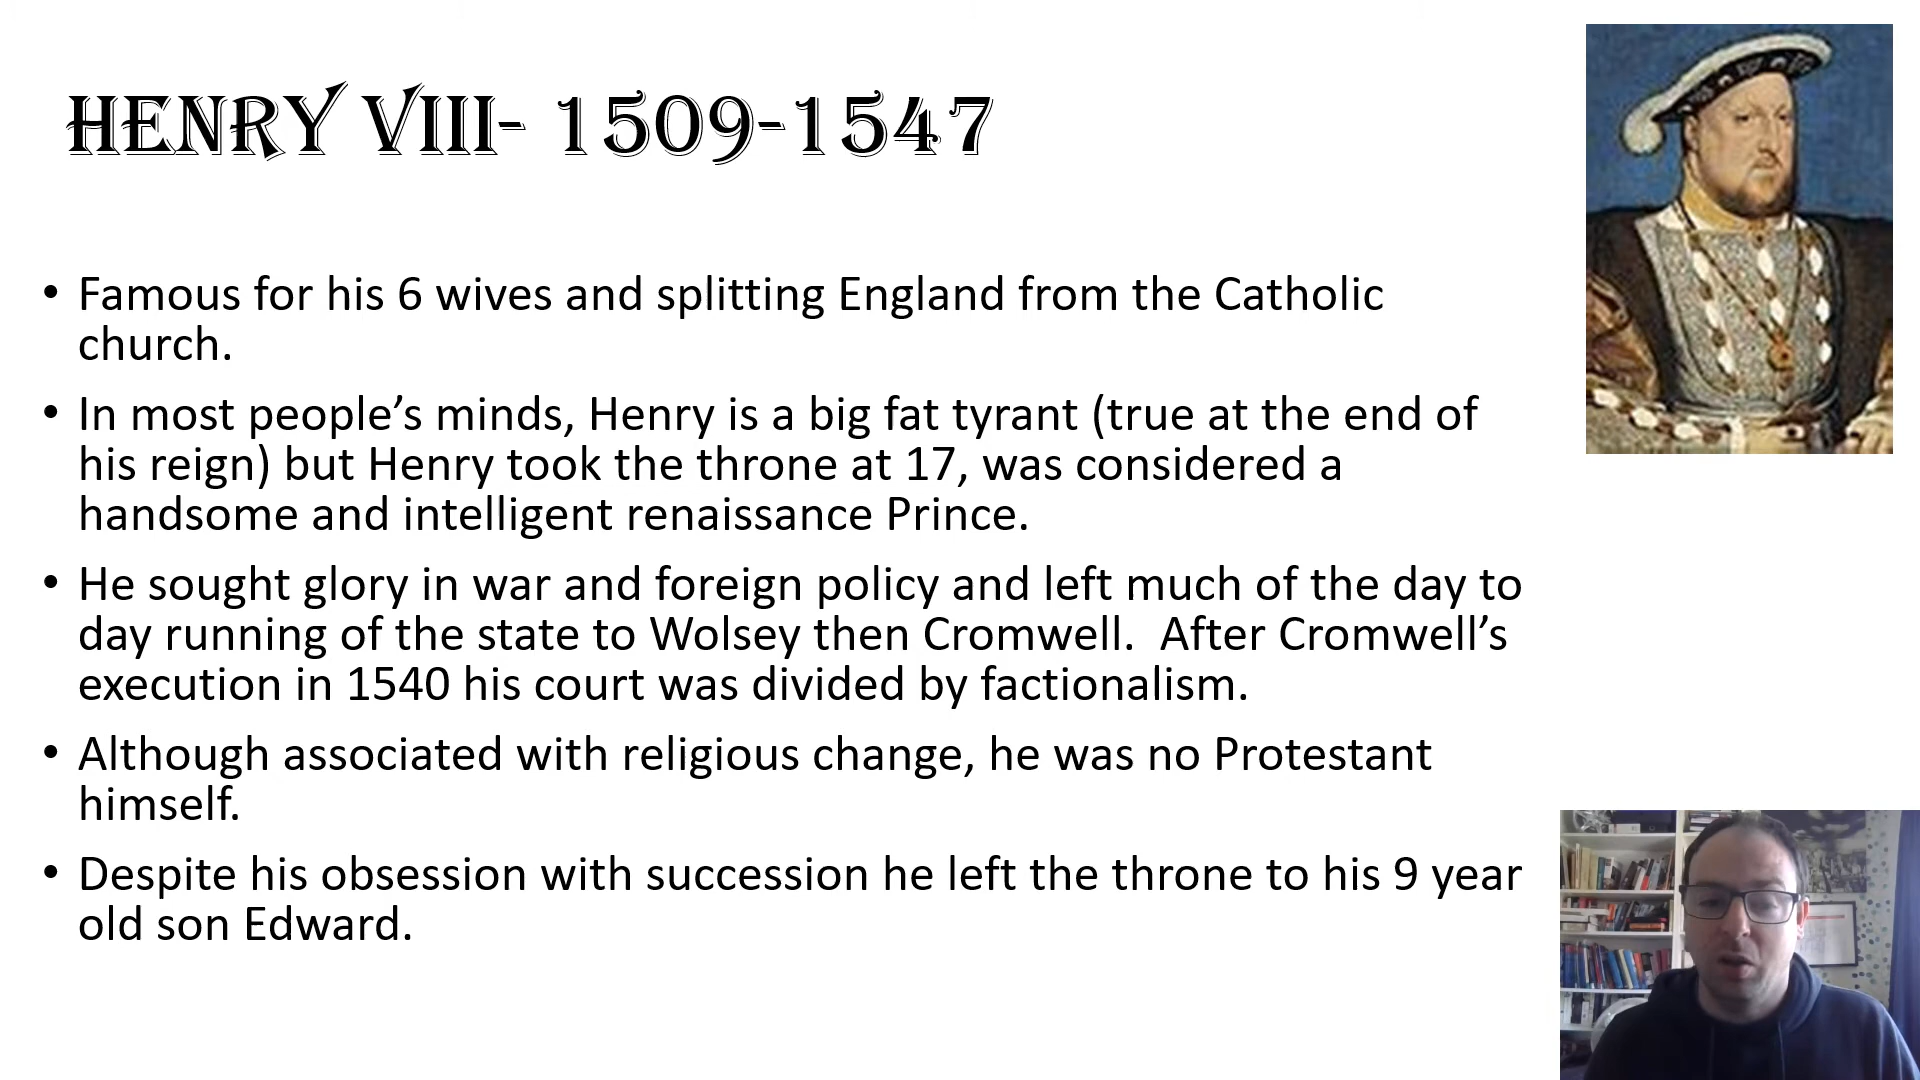 HENRY VIII- 1509-1547
• Famous for his 6 wives and splitting England from the Catholic
church.
• In most people’s minds, Henry is a big fat tyrant (true at the end of
his reign) but Henry took the throne at 17, was considered a
handsome and intelligent renaissance Prince.
• He sought glory in war and foreign policy and left much of the day to
day running of the state to Wolsey then Cromwell.  After Cromwell’s
execution in 1540 his court was divided by factionalism.
• Although associated with religious change, he was no Protestant
himself.
• Despite his obsession with succession he left the throne to his 9 year
old son Edward.